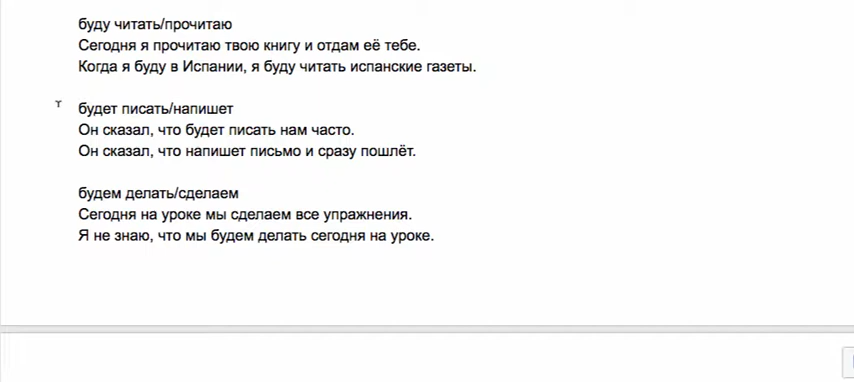 буду читать/прочитаю
Сегодня я прочитаю твою книгу и отдам её тебе.
Когда я буду в Испании, я буду читать испанские газеты.
будет писать/напишет
Он сказал, что будет писать нам часто.
Он сказал, что напишет письмо и сразу пошлёт.
будем делать/сделаем
Сегодня на уроке мы сделаем все упражнения.
Я не знаю, что мы будем делать сегодня на уроке.